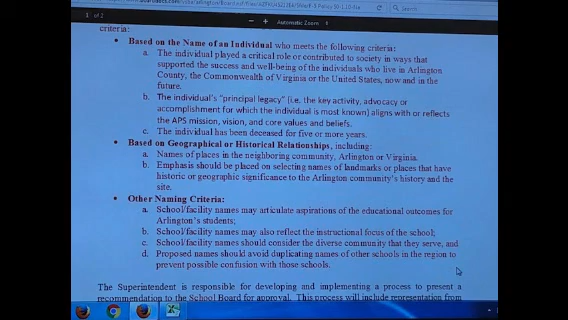 1 of 2
Automatic Zoom
Search
criteria:
• Based on the Name of an Individual who meets the following criteria:
a. The individual played a critical role or contributed to society in ways that
supported the success and well-being of the individuals who live in Arlington
County, the Commonwealth of Virginia or the United States, now and in the
future.
b. The individual's "principal legacy" (i.e. the key activity, advocacy or
accomplishment for which the individual is most known) aligns with or reflects
the APS mission, vision, and core values and beliefs.
c. The individual has been deceased for five or more years.
• Based on Geographical or Historical Relationships, including:
a. Names of places in the neighboring community, Arlington or Virginia.
b. Emphasis should be placed on selecting names of landmarks or places that have
historic or geographic significance to the Arlington community's history and the
site.
• Other Naming Criteria:
a. School/facility names may articulate aspirations of the educational outcomes for
Arlington's students;
b. School/facility names may also reflect the instructional focus of the school;
c. School/facility names should consider the diverse community that they serve, and
d. Proposed names should avoid duplicating names of other schools in the region to
prevent possible confusion with those schools.
The Superintendent is responsible for developing and implementing a process to present a
recommendation to the School Board for approval. This process will include representation from